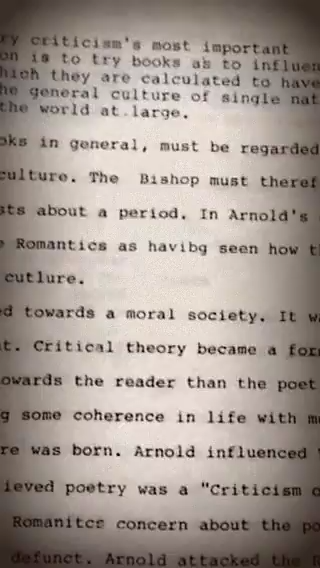 ry criticism's most important
on is to try books as to influen
hich they are calculated to have
he general culture of single nat
the world at large.
oks in general, must be regarded
culture. The Bishop must theref
sts about a period. In Arnold's
e Romantics as havibg seen how t
cutlure.
ed towards a moral society. It w
t. Critical theory became a for
owards the reader than the poet
g some coherence in life with m
re was born. Arnold influenced
ieved poetry was a "Criticism o
Romanitcs concern about the po
defunct. Arnold attacked the